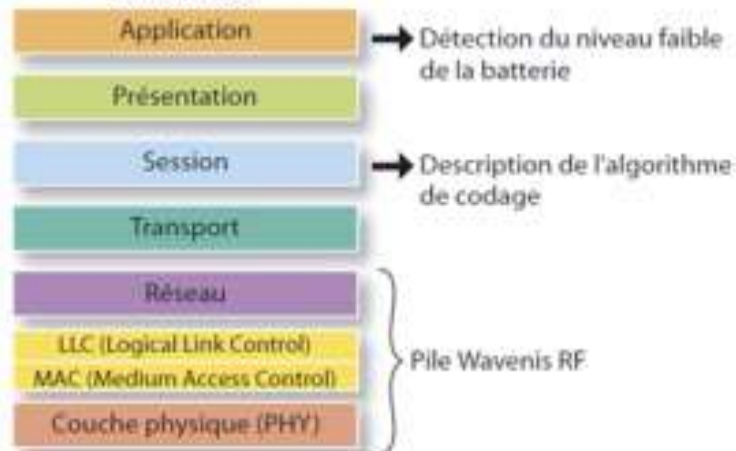 Application
Détection du niveau faible
de la batterie
Présentation
Session
Description de l'algorithme
de codage
Transport
Réseau
LLC (Logical Link Control)
MAC (Medium Access Control)
Pile Wavenis RF
Couche physique (PHY)